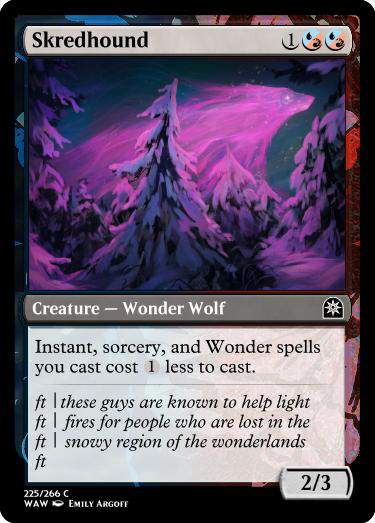 Skredhound 1
Creature — Wonder Wolf
Instant, sorcery, and Wonder spells
you cast cost 1 less to cast.
ft | these guys are known to help light
ft | fires for people who are lost in the
ft | snowy region of the wonderlands
ft
2/3
225/266 C
WAW Emily Argoff